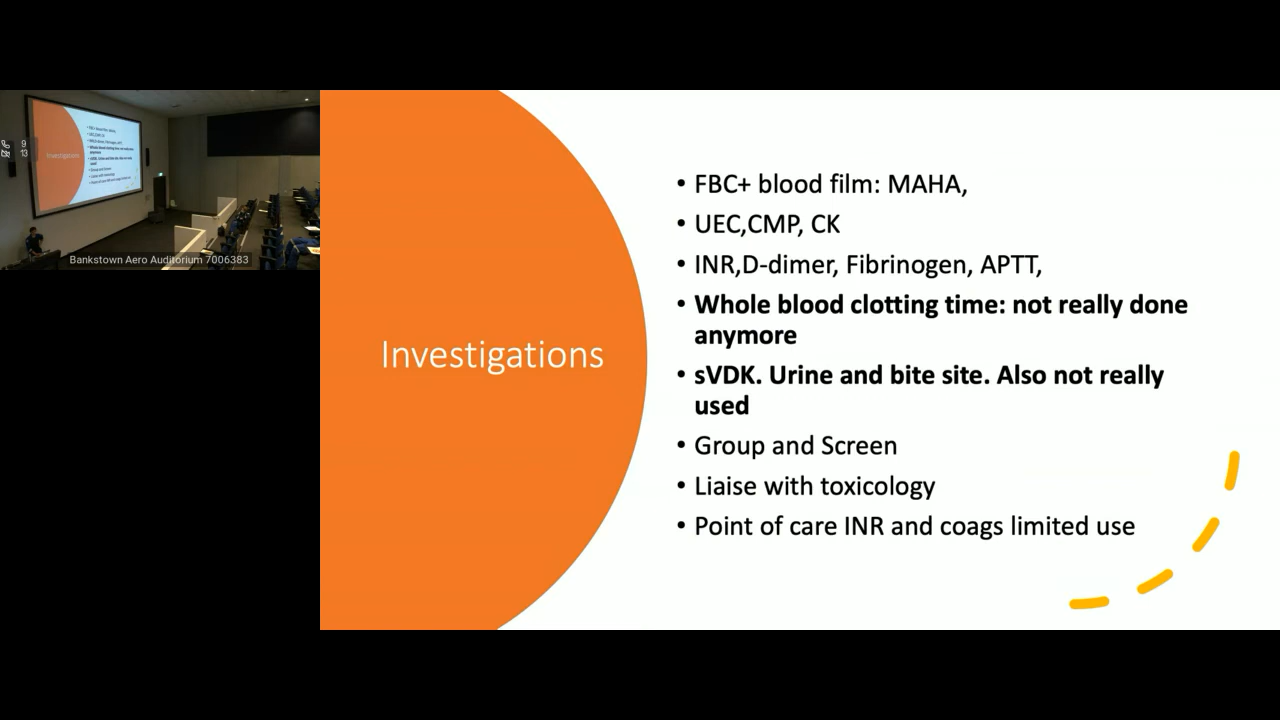 Investigations
• FBC+ blood film: MAHA,
• UEC,CMP, CK
• INR,D-dimer, Fibrinogen, APTT,
• Whole blood clotting time: not really done
anymore
• sVDK. Urine and bite site. Also not really
used
• Group and Screen
• Liaise with toxicology
• Point of care INR and coags limited use
Investigations
Bankstown Aero Auditorium 7006383